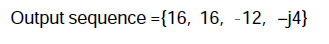 Output sequence ={16, 16, -12, –j4}